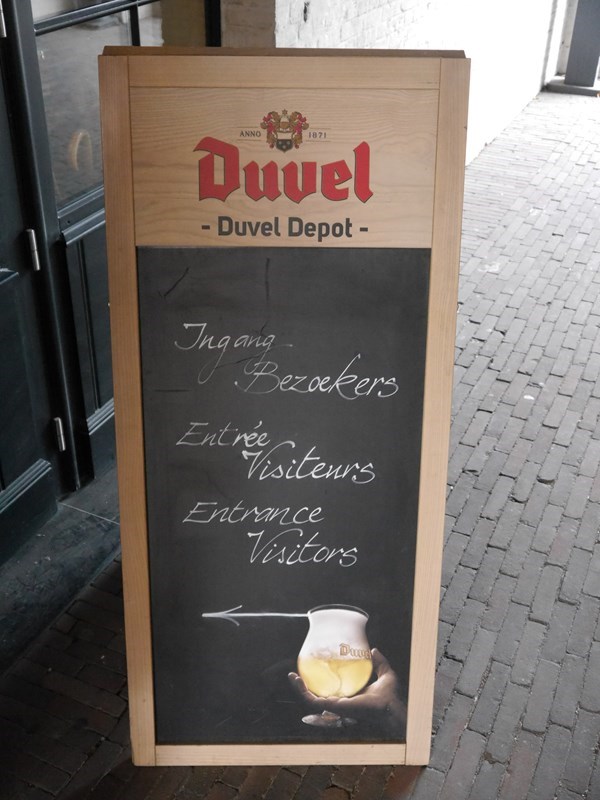 ANNO 1871
Duvel
- Duvel Depot -
Ingang
Bezoekers
Entrée
Visiteurs
Entrance
Visitors
Duvel